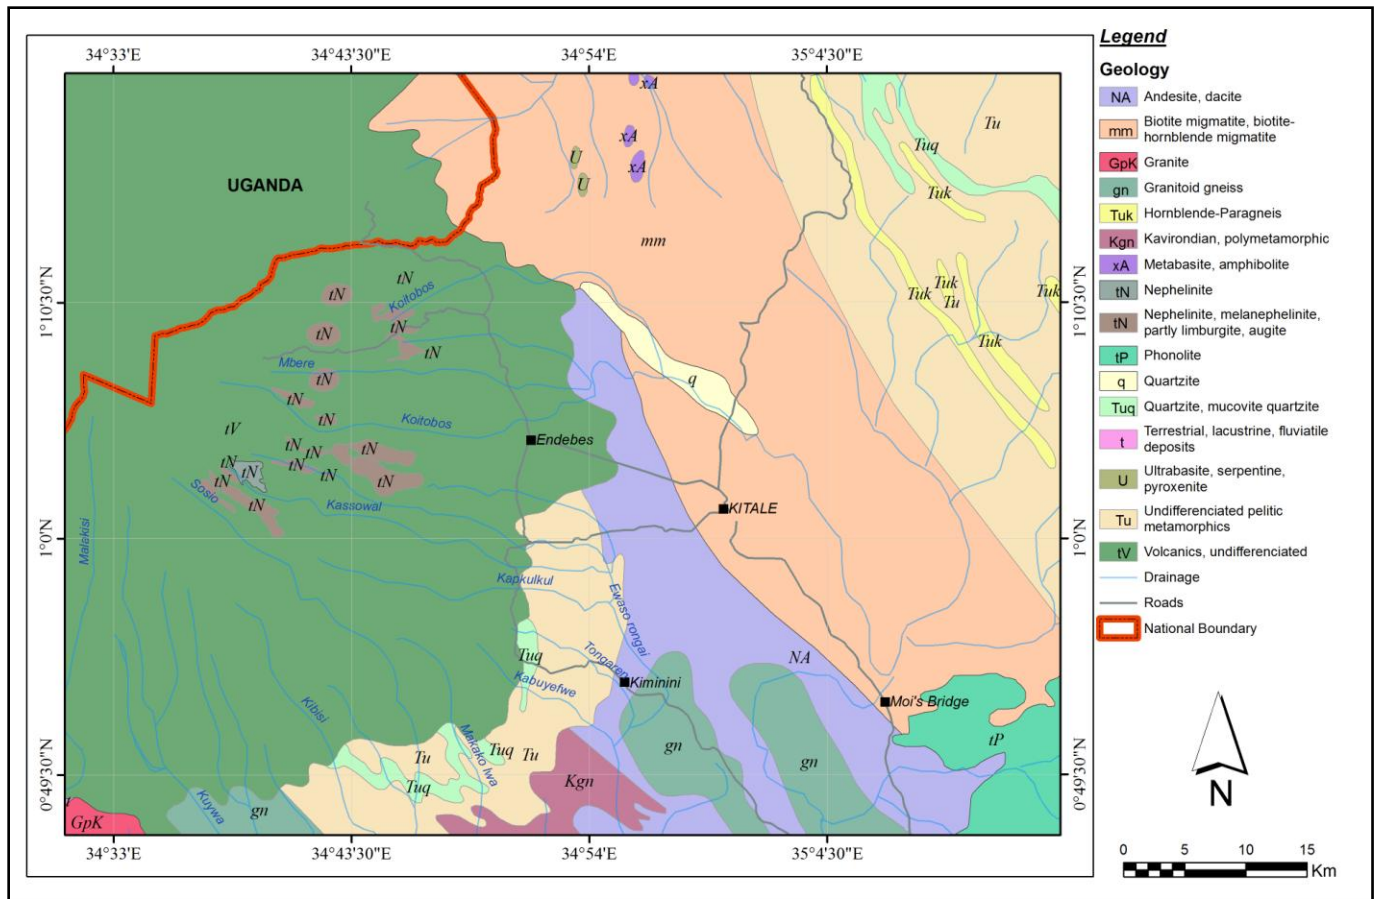 34°33'E 34°43'30"E 34°54'E 35°4'30"E
Legend
Geology
NA Andesite, dacite
mm Biotite migmatite, biotite-
hornblende migmatite
GpK Granite
gn Granitoid gneiss
Tuk Hornblende-Paragneis
Kgn Kavirondian, polymetamorphic
xA Metabasite, amphibolite
tN Nephelinite
tN Nephelinite, melanephelinite,
partly limburgite, augite
tP Phonolite
q Quartzite
Tuq Quartzite, mucovite quartzite
t Terrestrial, lacustrine, fluviatile
deposits
U Ultrabasite, serpentine,
pyroxenite
Tu Undifferenciated pelitic
metamorphics
tV Volcanics, undifferenciated
Drainage
Roads
National Boundary
N
0 5 10 15
Km
xA
Tu
xA
Tuq
U
xA
UGANDA
U
Tuk
mm
tN
Tuk
tN
Koitobos
Tuk
Tu
Tuk
1°10'30"N
1°10'30"N
tN
tN
tN
Tuk
Mbere
tN
q
tN
tN
Koitobos
tV
Endebes
tN
tN
tN
tN
tN
tN
tN
tN
tN
Sosio
tN
Kassowal
KITALE
Malakisi
1°0'N
1°0'N
Kapkulkul
Ewaso rongai
Tuq
Tongaren
NA
Kabuyefwe
Kiminini
Kibisi
Moi's Bridge
Makako lwa
Tu
Tuq
Tu
gn
tP
gn
Tuq
Kgn
0°49'30"N
0°49'30"N
Kuywa
gn
t
GpK
34°33'E 34°43'30"E 34°54'E 35°4'30"E